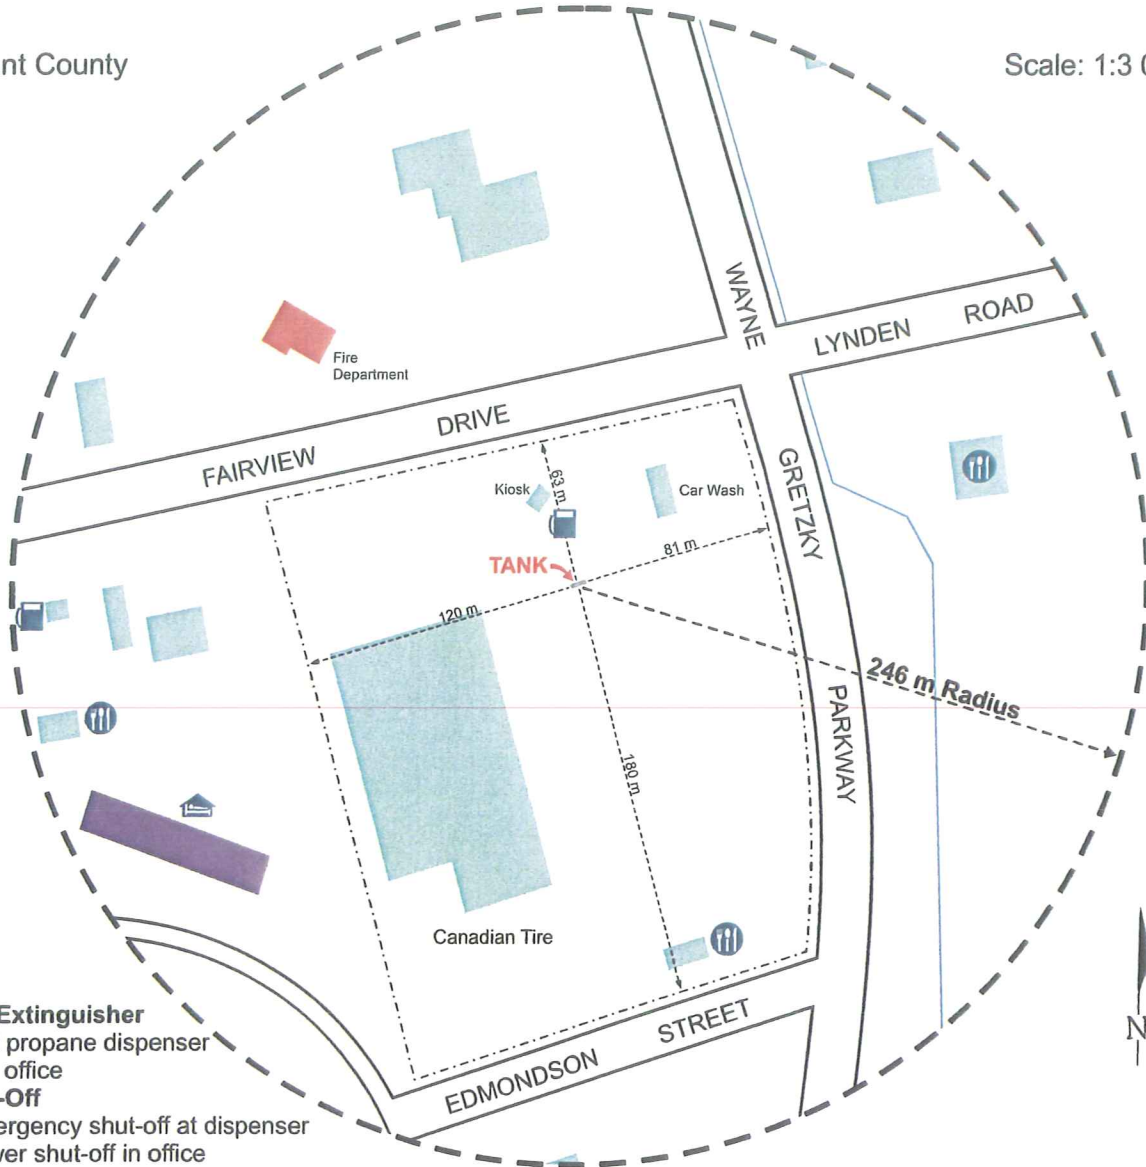 nt County
Scale: 1:3 0
WAYNE
LYNDEN ROAD
Fire
Department
FAIRVIEW DRIVE
GRETZKY
Kiosk
63 m
Car Wash
81 m
TANK
120 m
246 m Radius
PARKWAY
180 m
Canadian Tire
Extinguisher
propane dispenser
office
-Off
ergency shut-off at dispenser
ver shut-off in office
EDMONDSON STREET
N